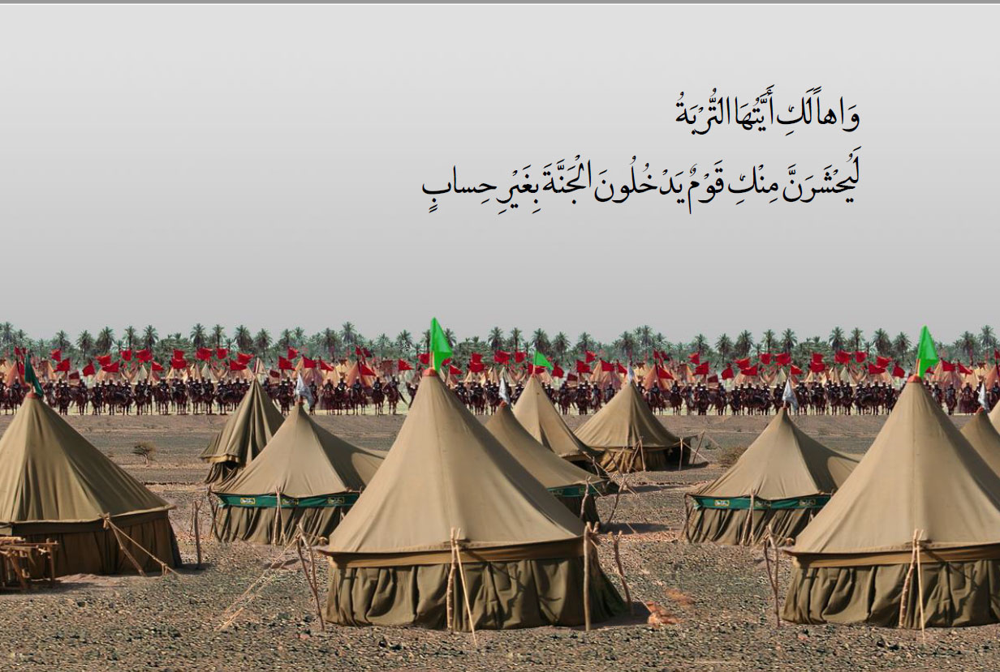 وَاهاً لَكِ أَيَّتُهَا التُّرْبَةُ
لَيُحْشَرَنَّ مِنْكِ قَوْمٌ يَدْخُلُونَ الْجَنَّةَ بِغَيْرِ حِسابٍ